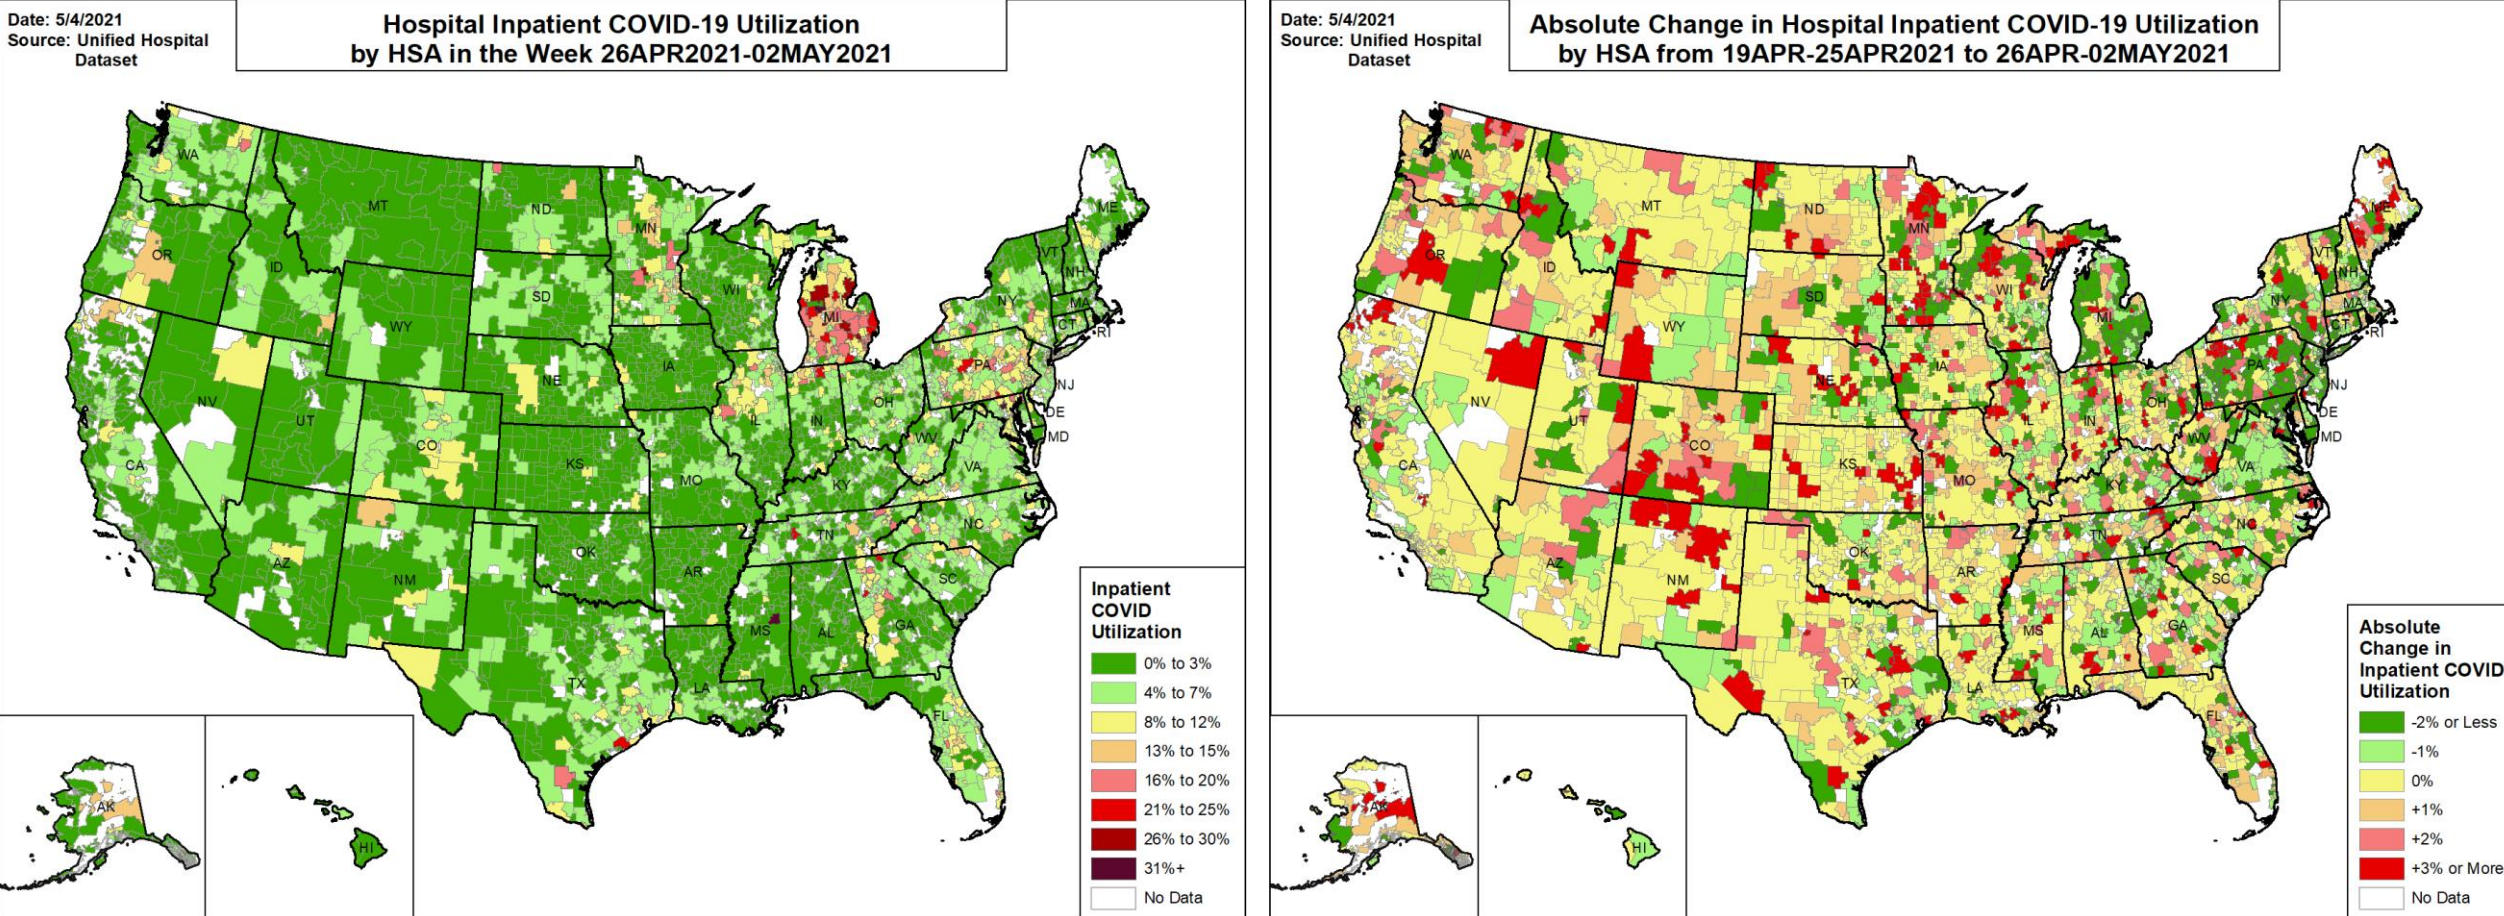 Date: 5/4/2021
Source: Unified Hospital
Dataset
Hospital Inpatient COVID-19 Utilization
by HSA in the Week 26APR2021-02MAY2021
WA
MT
ND
MN
ME
OR
ID
SD
WI
VT
NH
NY
MA
CT
RI
MI
WY
IA
PA
NJ
NE
NV
UT
IL
IN
OH
DE
MD
CO
CA
KS
MO
WV
VA
KY
NC
TN
OK
AZ
NM
AR
SC
MS
AL
GA
TX
LA
FL
AK
HI
Inpatient
COVID
Utilization
0% to 3%
4% to 7%
8% to 12%
13% to 15%
16% to 20%
21% to 25%
26% to 30%
31%+
No Data
Date: 5/4/2021
Source: Unified Hospital
Dataset
Absolute Change in Hospital Inpatient COVID-19 Utilization
by HSA from 19APR-25APR2021 to 26APR-02MAY2021
WA
MT
ND
MN
ME
OR
ID
SD
WI
VT
NH
NY
MA
CT
RI
MI
WY
IA
PA
NJ
NE
NV
UT
IL
IN
OH
DE
MD
CO
CA
KS
MO
WV
VA
KY
NC
TN
OK
AZ
NM
AR
SC
MS
AL
GA
TX
LA
FL
AK
HI
Absolute
Change in
Inpatient COVID
Utilization
-2% or Less
-1%
0%
+1%
+2%
+3% or More
No Data